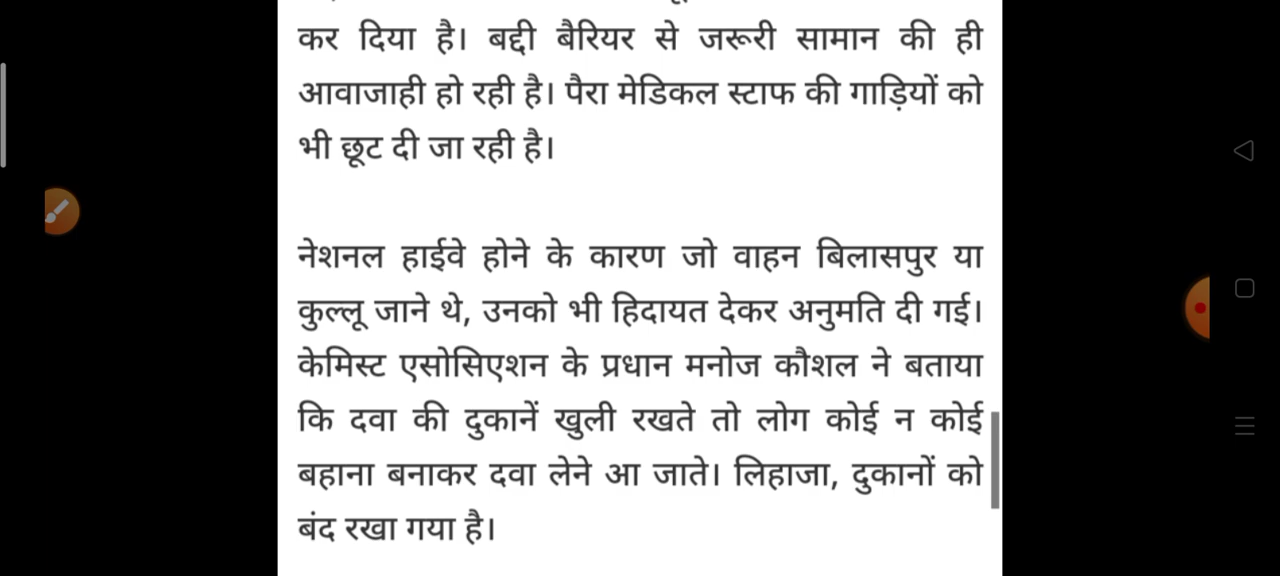 कर दिया है। बद्दी बैरियर से जरूरी सामान की ही
आवाजाही हो रही है। पैरा मेडिकल स्टाफ की गाड़ियों को
भी छूट दी जा रही है।
नेशनल हाईवे होने के कारण जो वाहन बिलासपुर या
कुल्लू जाने थे, उनको भी हिदायत देकर अनुमति दी गई।
केमिस्ट एसोसिएशन के प्रधान मनोज कौशल ने बताया
कि दवा की दुकानें खुली रखते तो लोग कोई न कोई
बहाना बनाकर दवा लेने आ जाते। लिहाजा, दुकानों को
बंद रखा गया है।